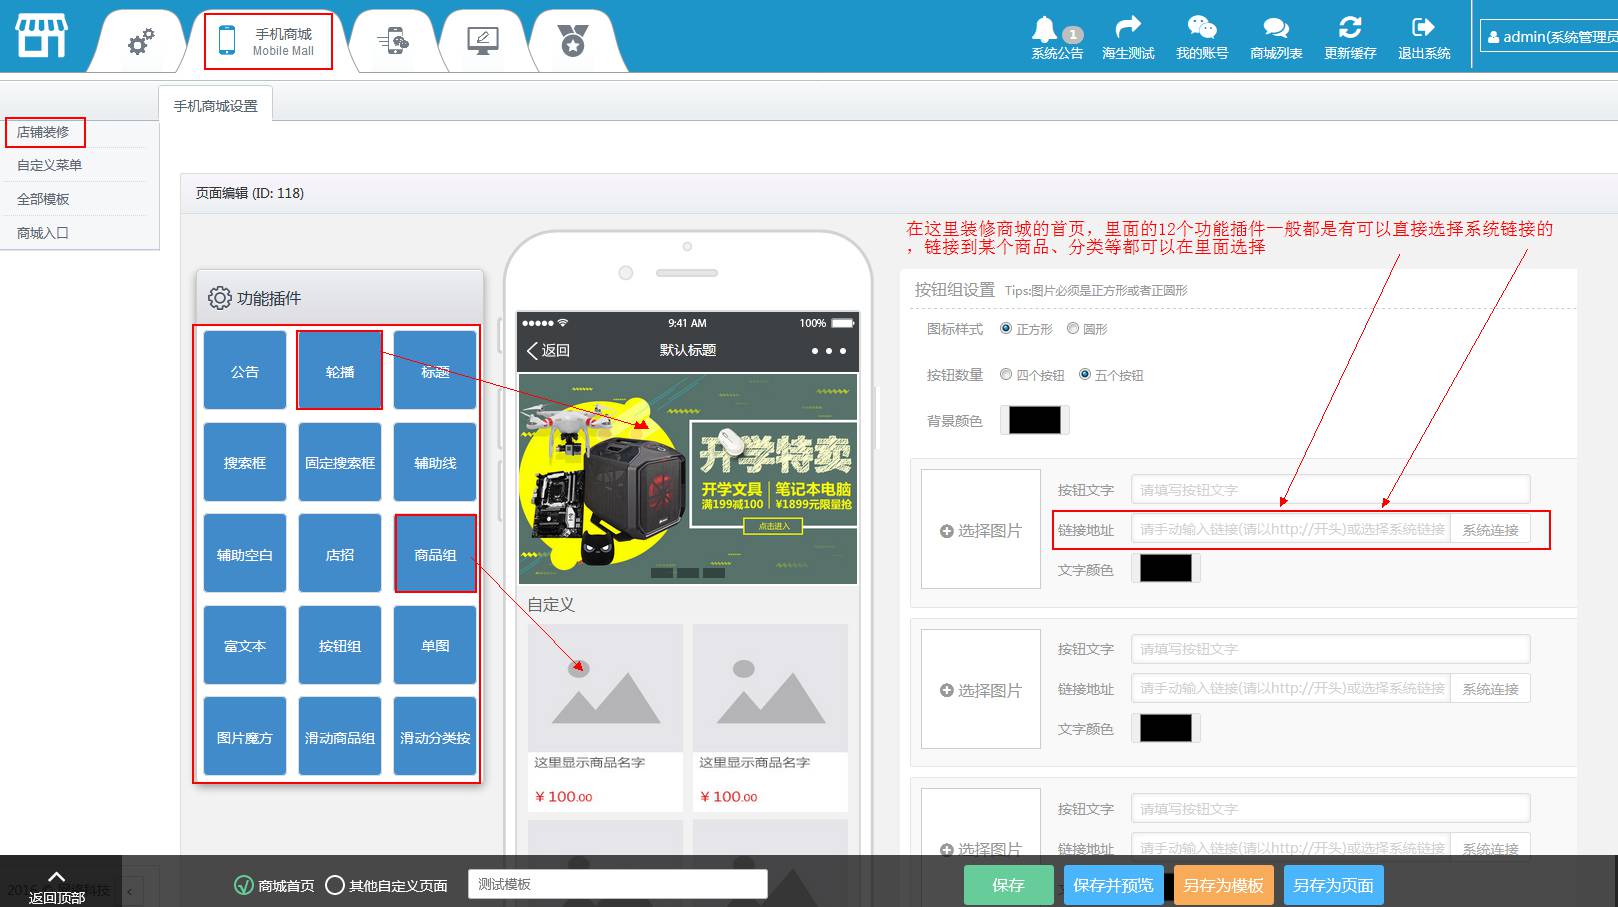 手机商城
Mobile Mall
1
系统公告
海生测试
我的账号
商城列表
更新缓存
退出系统
admin(系统管理员
手机商城设置
店铺装修
自定义菜单
全部模板
商城入口
页面编辑 (ID: 118)
在这里装修商城的首页，里面的12个功能插件一般都是有可以直接选择系统链接的
，链接到某个商品、分类等都可以在里面选择
功能插件
公告
轮播
标题
搜索框
固定搜索框
辅助线
辅助空白
店招
商品组
富文本
按钮组
单图
图片魔方
滑动商品组
滑动分类按
9:41 AM
100%
返回
默认标题
开学特卖
开学文具
笔记本电脑
满199减100
¥1899元限量抢
点击进入
自定义
这里显示商品名字
¥ 100.00
这里显示商品名字
¥ 100.00
按钮组设置 Tips:图片必须是正方形或者正圆形
图标样式 正方形 圆形
按钮数量 四个按钮 五个按钮
背景颜色
选择图片
按钮文字 请填写按钮文字
链接地址 请手动输入链接(请以http://开头)或选择系统链接 系统连接
文字颜色
选择图片
按钮文字 请填写按钮文字
链接地址 请手动输入链接(请以http://开头)或选择系统链接 系统连接
文字颜色
选择图片
按钮文字 请填写按钮文字
链接地址 请手动输入链接(请以http://开头)或选择系统链接 系统连接
返回顶部
商城首页
其他自定义页面
测试模板
保存
保存并预览
另存为模板
另存为页面